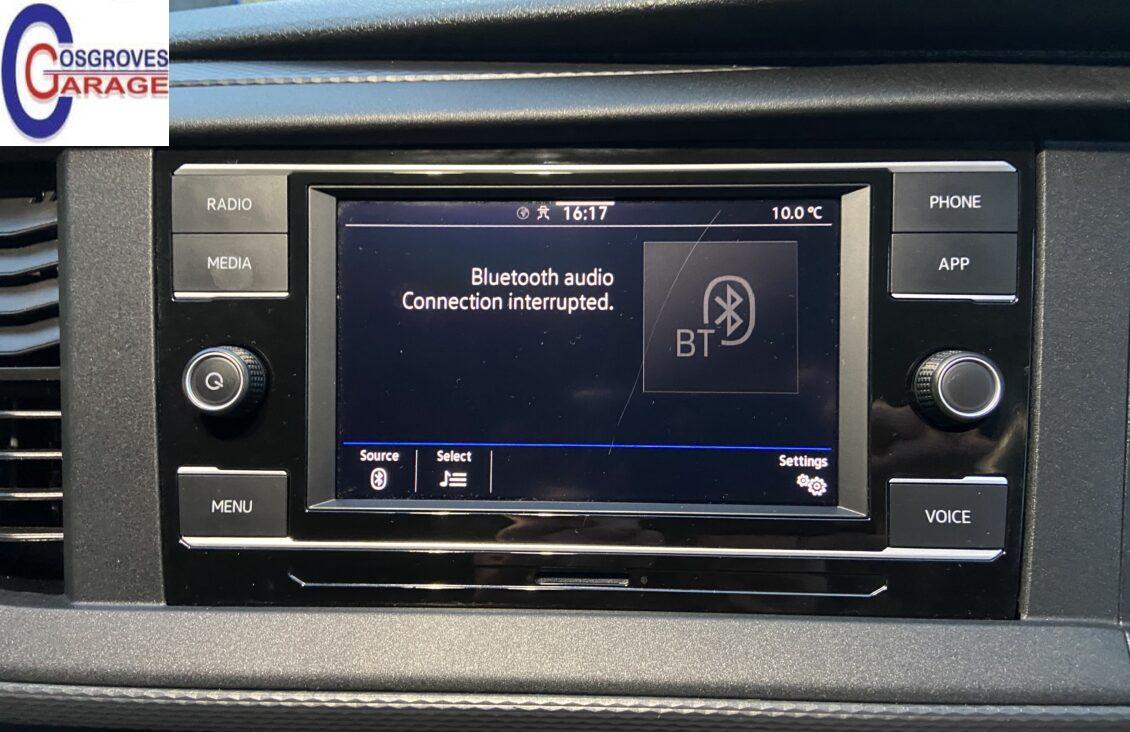 COSGROVES
GARAGE
RADIO
MEDIA
MENU
16:17
10.0 °C
Bluetooth audio
Connection interrupted.
BT
Source
Select
Settings
PHONE
APP
VOICE